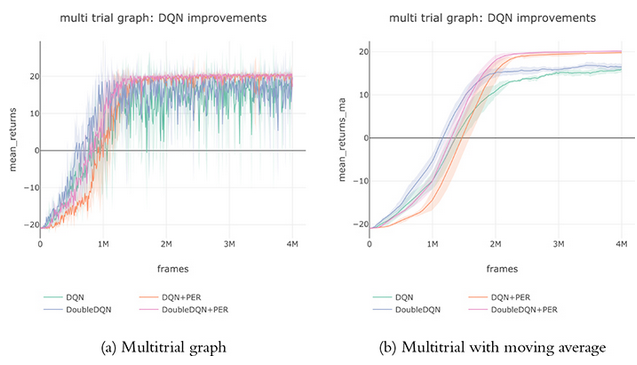 multi trial graph: DQN improvements
mean_returns
20
10
0
−10
−20
0
1M
2M
3M
4M
frames
DQN
DQN+PER
DoubleDQN
DoubleDQN+PER
(a) Multitrial graph
multi trial graph: DQN improvements
mean_returns_ma
20
10
0
−10
−20
0
1M
2M
3M
4M
frames
DQN
DQN+PER
DoubleDQN
DoubleDQN+PER
(b) Multitrial with moving average